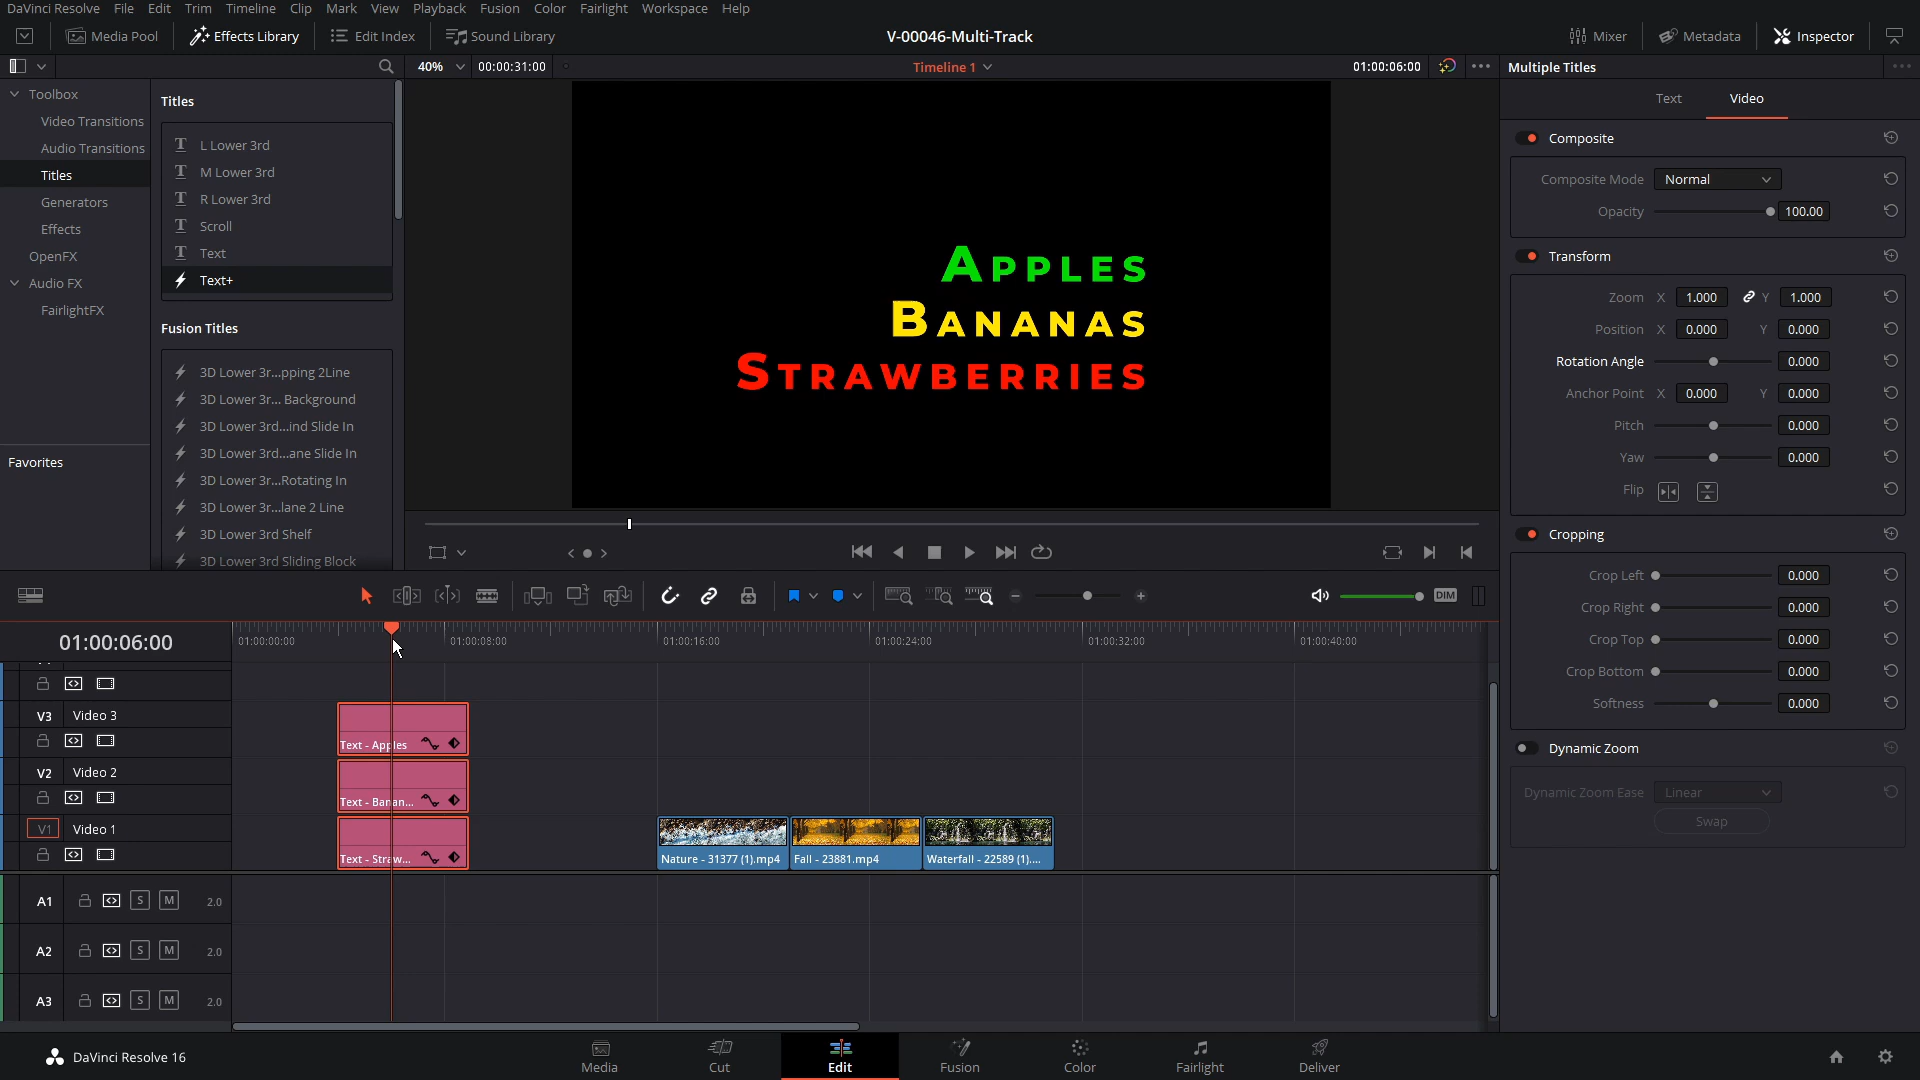 DaVinci Resolve File Edit Trim Timeline Clip Mark View Playback Fusion Color Fairlight Workspace Help
Media Pool Effects Library Edit Index Sound Library V-00046-Multi-Track Mixer Metadata Inspector
40% 00:00:31:00 Timeline 1 01:00:06:00 Multiple Titles
Text Video
Toolbox
Video Transitions
Audio Transitions
Titles
Generators
Effects
OpenFX
Audio FX
FairlightFX
Favorites
Titles
L Lower 3rd
M Lower 3rd
R Lower 3rd
Scroll
Text
Text+
Fusion Titles
3D Lower 3r...pping 2Line
3D Lower 3r... Background
3D Lower 3rd...ind Slide In
3D Lower 3rd...ane Slide In
3D Lower 3r...Rotating In
3D Lower 3r...lane 2 Line
3D Lower 3rd Shelf
3D Lower 3rd Sliding Block
APPLES
BANANAS
STRAWBERRIES
Composite
Composite Mode Normal
Opacity 100.00
Transform
Zoom X 1.000 Y 1.000
Position X 0.000 Y 0.000
Rotation Angle 0.000
Anchor Point X 0.000 Y 0.000
Pitch 0.000
Yaw 0.000
Flip
Cropping
Crop Left 0.000
Crop Right 0.000
Crop Top 0.000
Crop Bottom 0.000
Softness 0.000
Dynamic Zoom
Dynamic Zoom Ease Linear
Swap
DIM
01:00:06:00
01:00:00:00 01:00:08:00 01:00:16:00 01:00:24:00 01:00:32:00 01:00:40:00
V3 Video 3
Text - Apples
V2 Video 2
Text - Banan...
V1 Video 1
Text - Straw... Nature - 31377 (1).mp4 Fall - 23881.mp4 Waterfall - 22589 (1)....
A1 S M 2.0
A2 S M 2.0
A3 S M 2.0
DaVinci Resolve 16 Media Cut Edit Fusion Color Fairlight Deliver